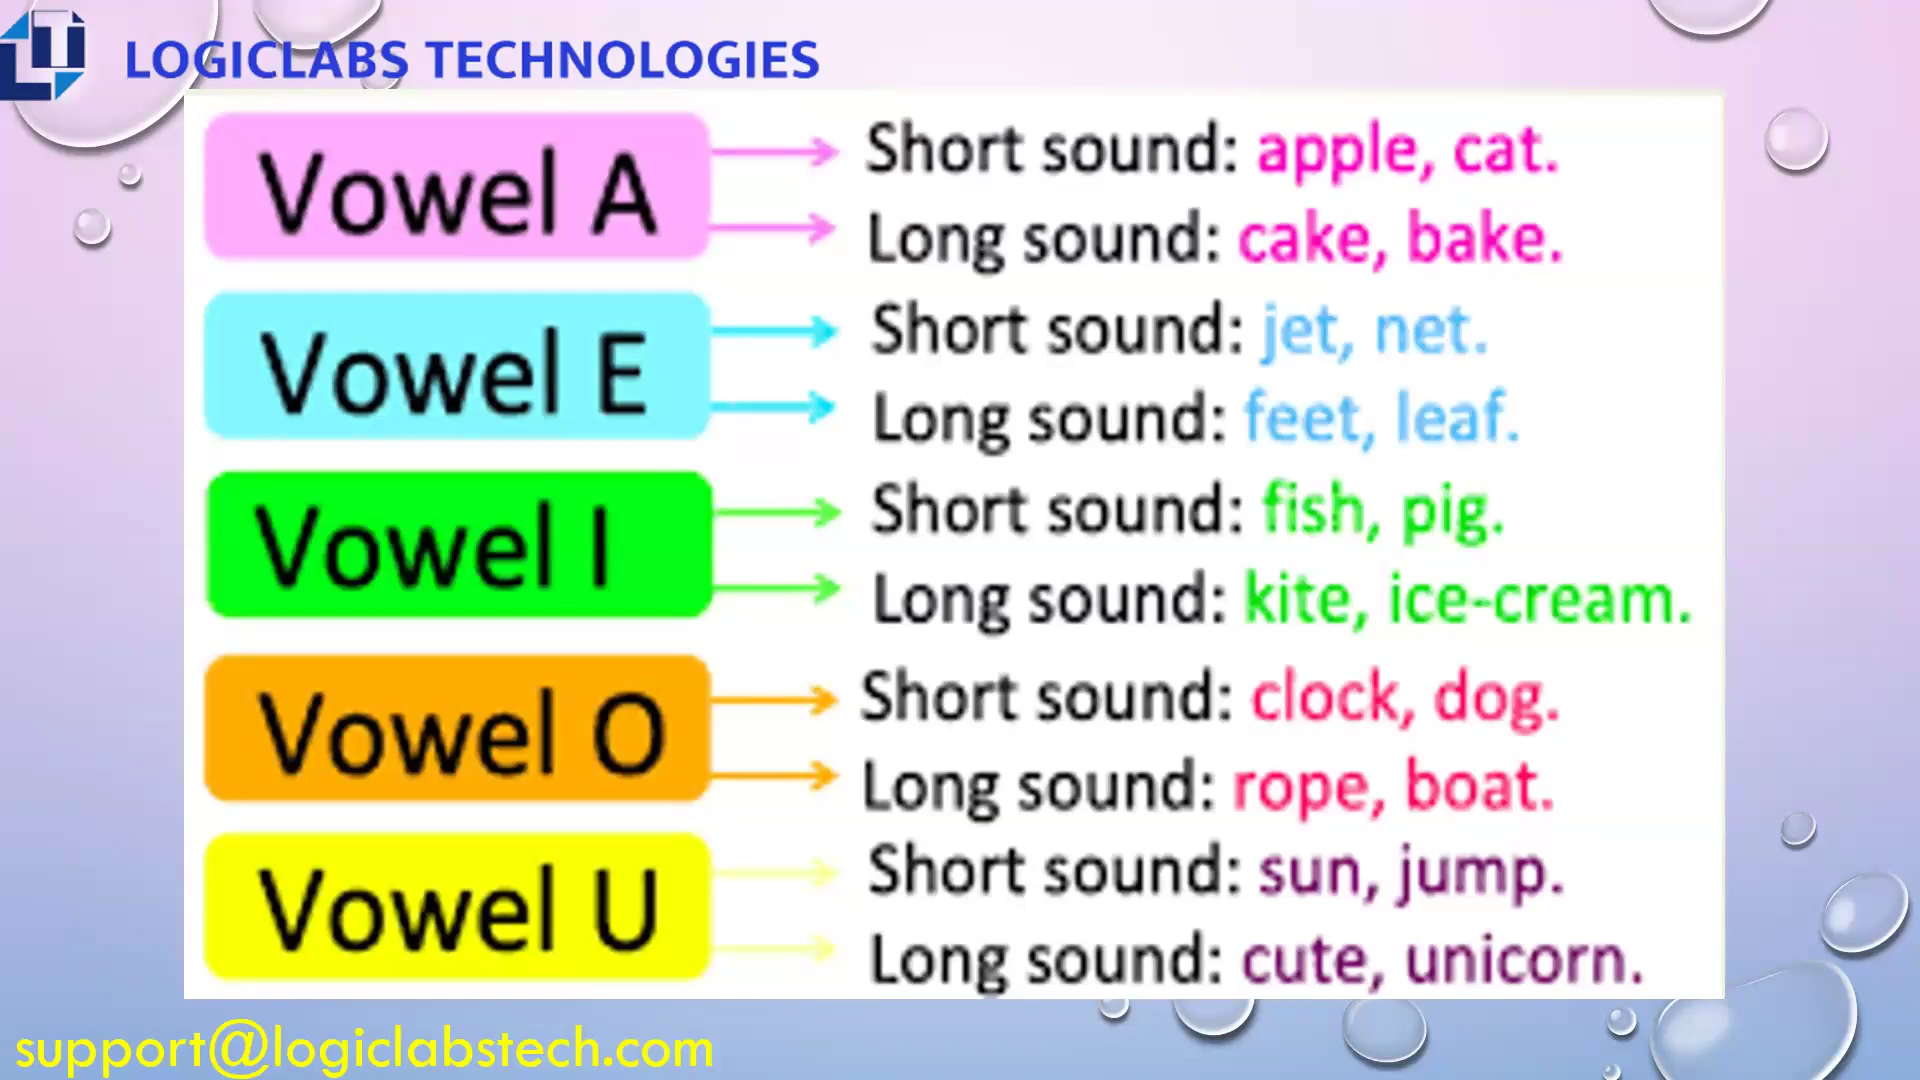 LOGICLABS TECHNOLOGIES
Vowel A
Short sound: apple, cat.
Long sound: cake, bake.
Vowel E
Short sound: jet, net.
Long sound: feet, leaf.
Vowel I
Short sound: fish, pig.
Long sound: kite, ice-cream.
Vowel O
Short sound: clock, dog.
Long sound: rope, boat.
Vowel U
Short sound: sun, jump.
Long sound: cute, unicorn.
support@logiclabstech.com